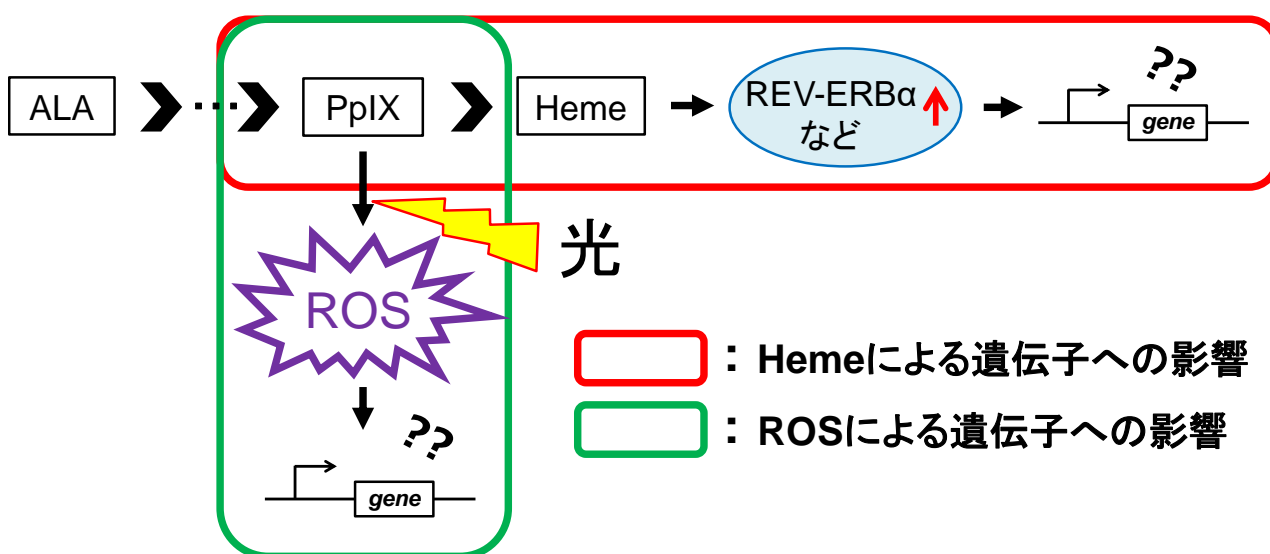 ALA
PpIX
Heme
REV-ERBα
など
??
gene
光
ROS
??
gene
：Hemeによる遺伝子への影響
：ROSによる遺伝子への影響